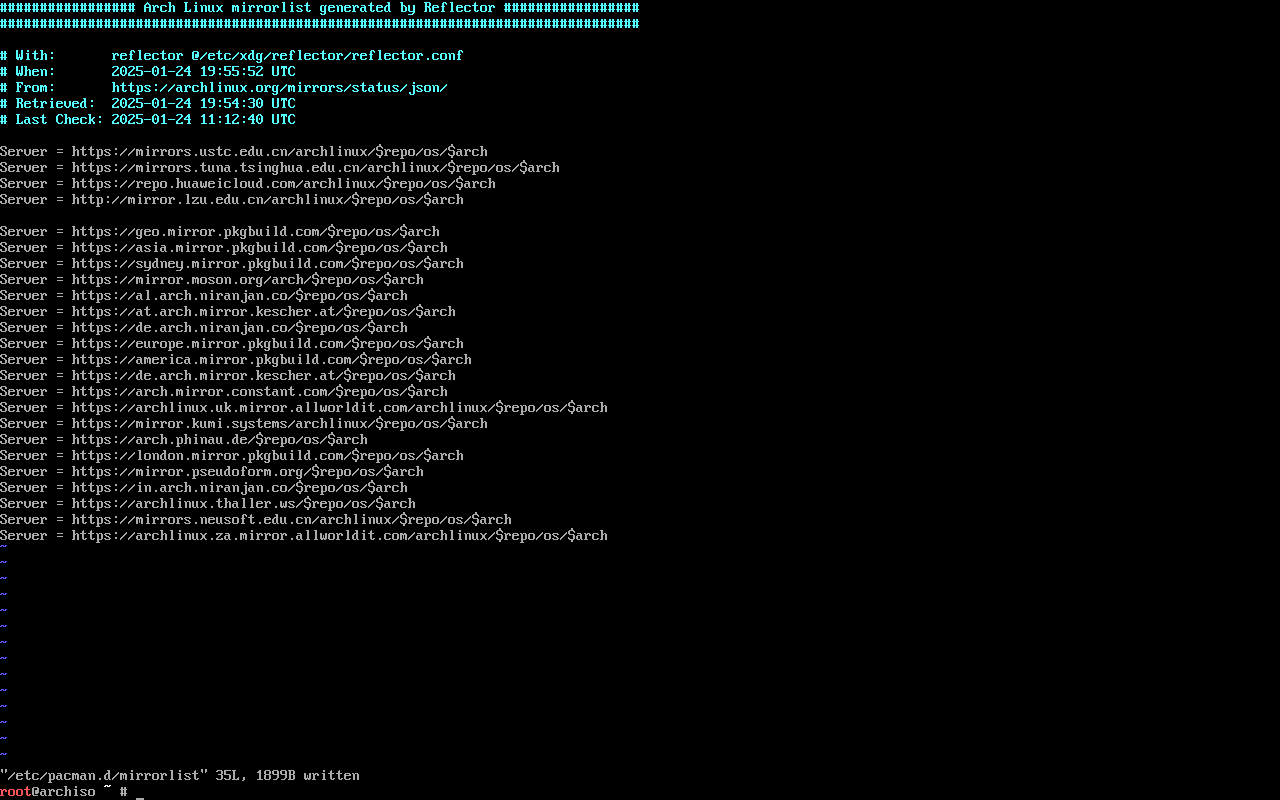 ################# Arch Linux mirrorlist generated by Reflector #################
################################################################################
# With:       reflector @/etc/xdg/reflector/reflector.conf
# When:       2025-01-24 19:55:52 UTC
# From:       https://archlinux.org/mirrors/status/json/
# Retrieved:  2025-01-24 19:54:30 UTC
# Last Check: 2025-01-24 11:12:40 UTC
Server = https://mirrors.ustc.edu.cn/archlinux/$repo/os/$arch
Server = https://mirrors.tuna.tsinghua.edu.cn/archlinux/$repo/os/$arch
Server = https://repo.huaweicloud.com/archlinux/$repo/os/$arch
Server = http://mirror.lzu.edu.cn/archlinux/$repo/os/$arch
Server = https://geo.mirror.pkgbuild.com/$repo/os/$arch
Server = https://asia.mirror.pkgbuild.com/$repo/os/$arch
Server = https://sydney.mirror.pkgbuild.com/$repo/os/$arch
Server = https://mirror.moson.org/arch/$repo/os/$arch
Server = https://al.arch.niranjan.co/$repo/os/$arch
Server = https://at.arch.mirror.kescher.at/$repo/os/$arch
Server = https://de.arch.niranjan.co/$repo/os/$arch
Server = https://europe.mirror.pkgbuild.com/$repo/os/$arch
Server = https://america.mirror.pkgbuild.com/$repo/os/$arch
Server = https://de.arch.mirror.kescher.at/$repo/os/$arch
Server = https://arch.mirror.constant.com/$repo/os/$arch
Server = https://archlinux.uk.mirror.allworldit.com/archlinux/$repo/os/$arch
Server = https://mirror.kumi.systems/archlinux/$repo/os/$arch
Server = https://arch.phinau.de/$repo/os/$arch
Server = https://london.mirror.pkgbuild.com/$repo/os/$arch
Server = https://mirror.pseudoform.org/$repo/os/$arch
Server = https://in.arch.niranjan.co/$repo/os/$arch
Server = https://archlinux.thaller.ws/$repo/os/$arch
Server = https://mirrors.neusoft.edu.cn/archlinux/$repo/os/$arch
Server = https://archlinux.za.mirror.allworldit.com/archlinux/$repo/os/$arch
~
~
~
~
~
~
~
~
~
~
~
~
~
~
"/etc/pacman.d/mirrorlist" 35L, 1899B written
root@archiso ~ # _